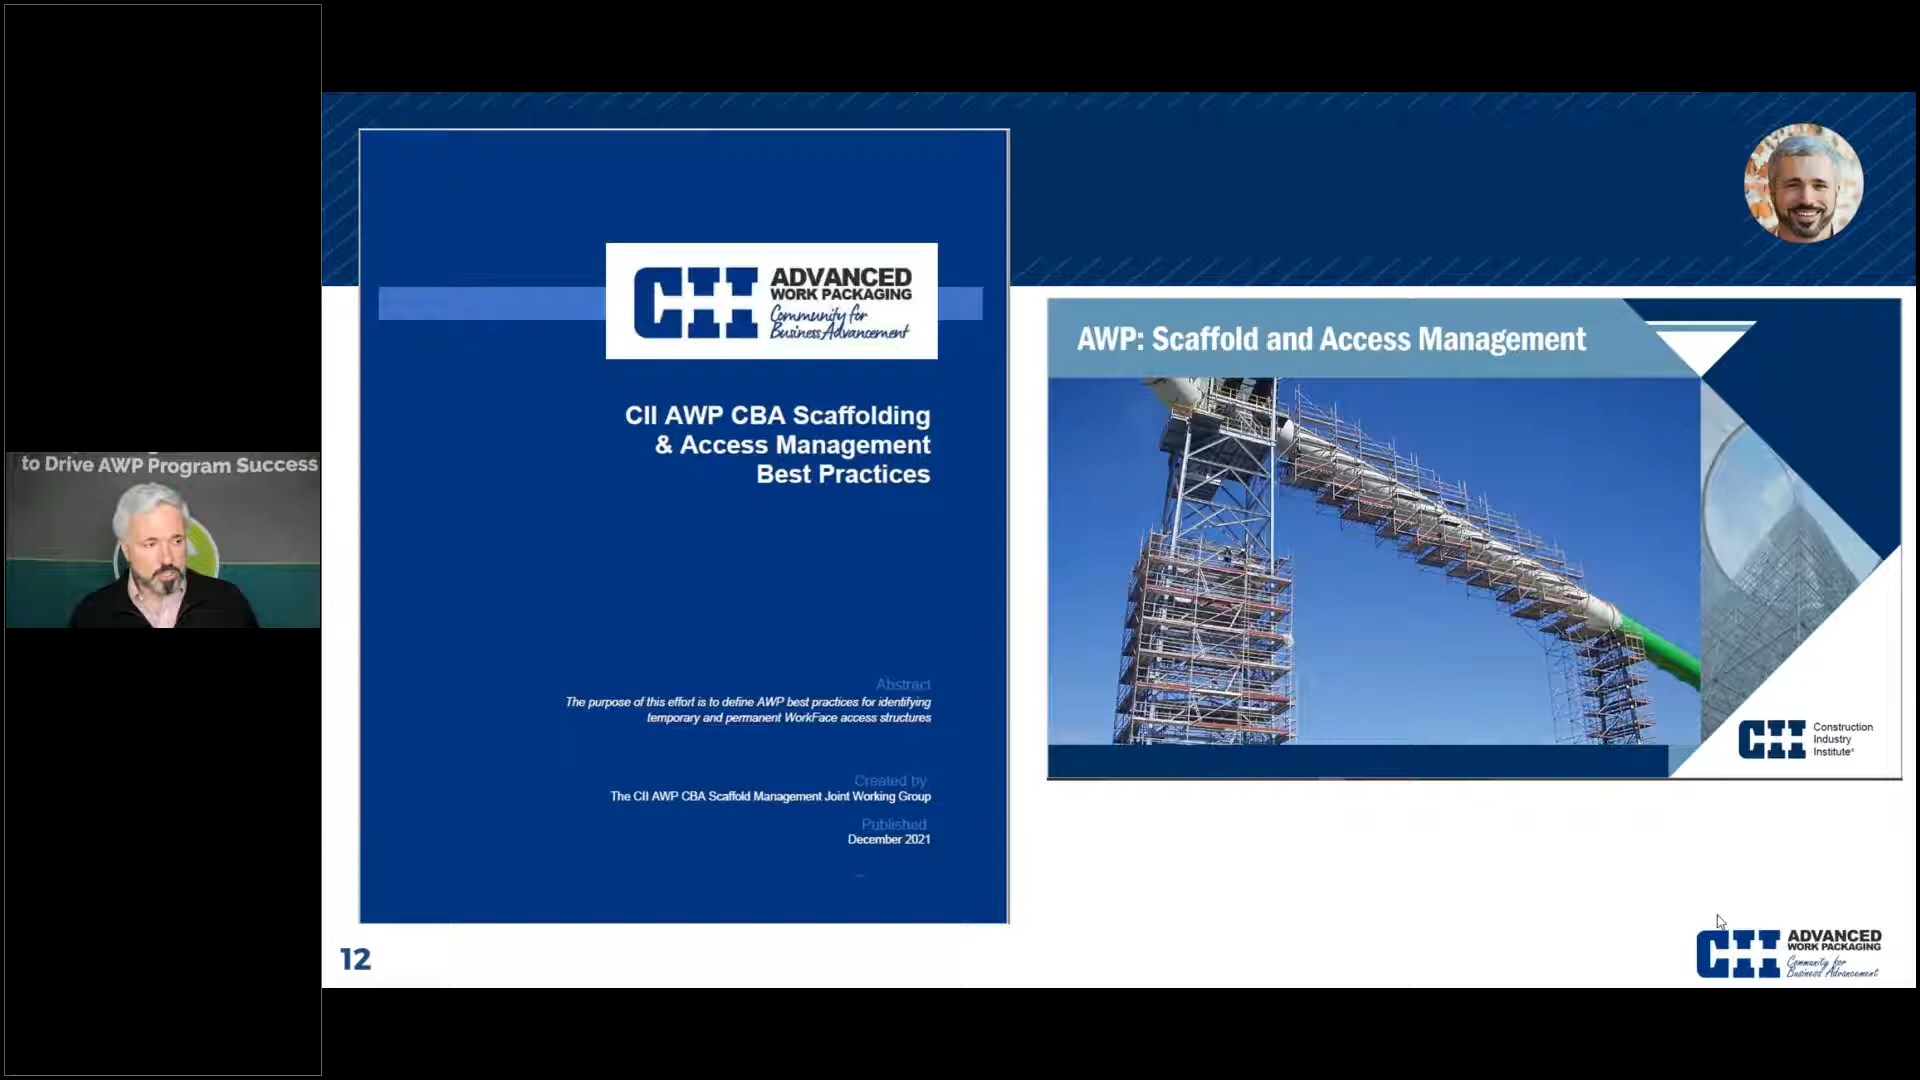 to Drive AWP Program Success
CII ADVANCED
WORK PACKAGING
Community for
Business Advancement
CII AWP CBA Scaffolding
& Access Management
Best Practices
Abstract
The purpose of this effort is to define AWP best practices for identifying
temporary and permanent WorkFace access structures
Created by
The CII AWP CBA Scaffold Management Joint Working Group
Published
December 2021
12
AWP: Scaffold and Access Management
CII Construction
Industry
Institute®
CII ADVANCED
WORK PACKAGING
Community for
Business Advancement